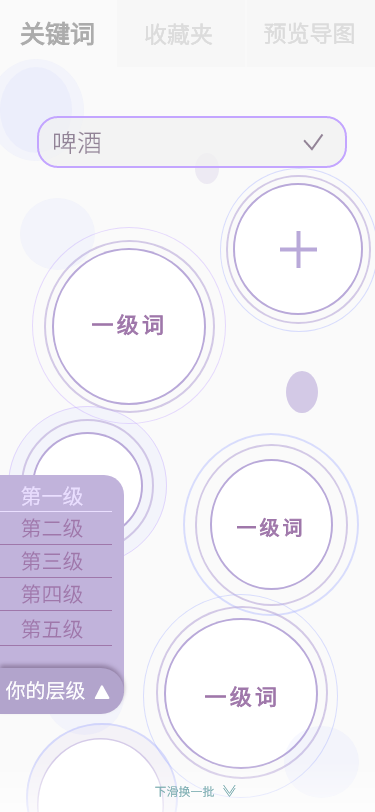 关键词 收藏夹 预览导图
啤酒
一级词
一级词
第一级
第二级
第三级
第四级
第五级
你的层级
一级词
下滑换一批